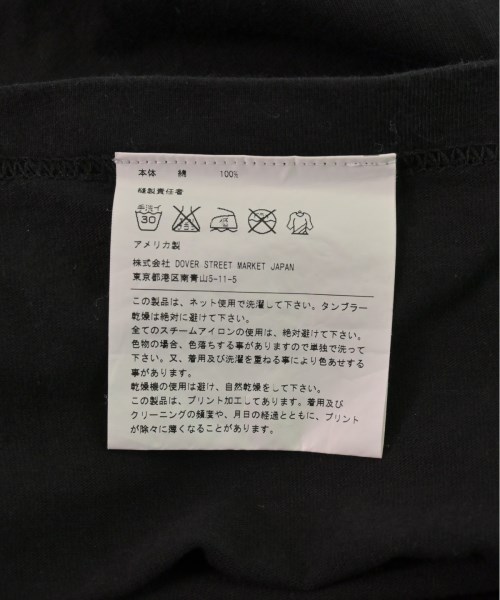 本体 綿 100%
縫製責任者
手洗イ
30
アメリカ製
株式会社 DOVER STREET MARKET JAPAN
東京都港区南青山5-11-5
この製品は、ネット使用で洗濯して下さい。タンブラー
乾燥は絶対に避けて下さい。
全てのスチームアイロンの使用は、絶対避けて下さい。
色物の場合、色落ちする事がありますので単独で洗って
下さい。又、着用及び洗濯を重ねる事により色あせする
事があります。
乾燥機の使用は避け、自然乾燥をして下さい。
この製品は、プリント加工してあります。着用及び
クリーニングの頻度や、月日の経過とともに、プリント
が除々に薄くなることがあります。